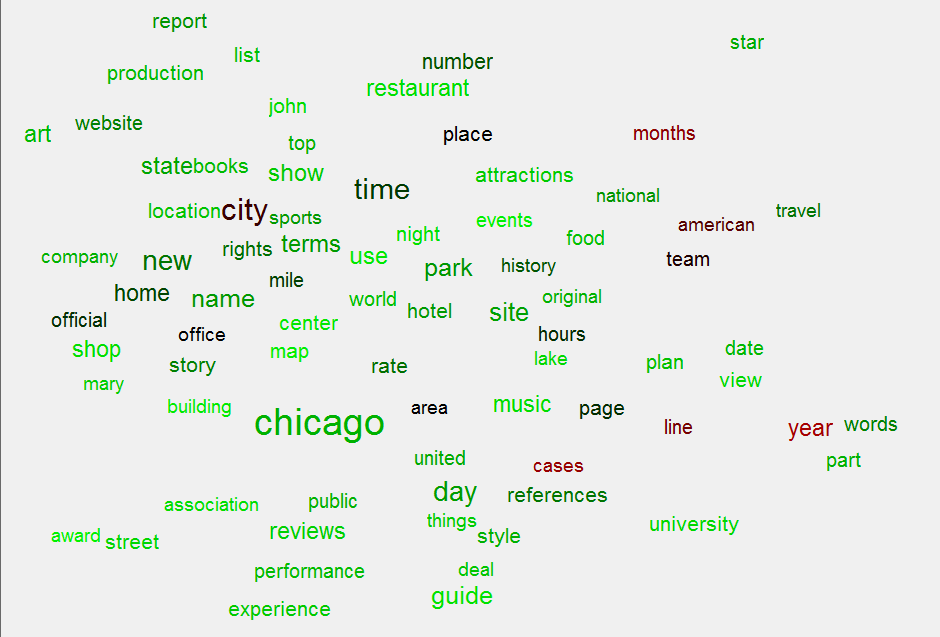 report
star
list
number
production
restaurant
john
art
website
place
months
top
state
books
show
attractions
time
national
location
city
sports
events
travel
american
night
food
rights
terms
company
new
use
park
history
team
mile
home
name
world
original
hotel
site
official
center
office
hours
shop
map
lake
date
story
rate
plan
mary
view
building
chicago
area
music
page
line
year
words
united
cases
part
day
references
association
public
things
university
award
street
reviews
style
performance
deal
guide
experience